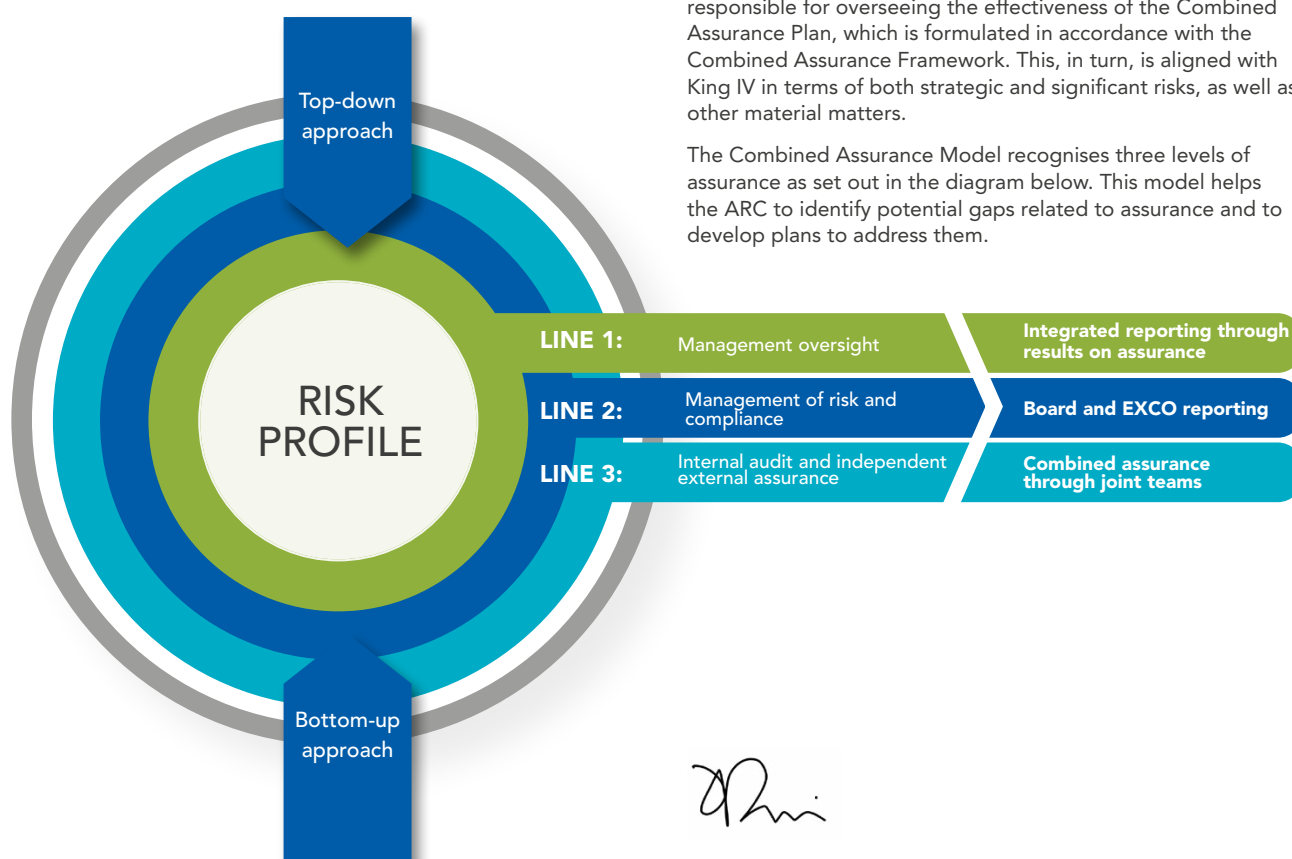 responsible for overseeing the effectiveness of the Combined
Assurance Plan, which is formulated in accordance with the
Combined Assurance Framework. This, in turn, is aligned with
King IV in terms of both strategic and significant risks, as well as
other material matters.
The Combined Assurance Model recognises three levels of
assurance as set out in the diagram below. This model helps
the ARC to identify potential gaps related to assurance and to
develop plans to address them.
Top-down
approach
RISK
PROFILE
LINE 1:
Management oversight
Integrated reporting through
results on assurance
LINE 2:
Management of risk and
compliance
Board and EXCO reporting
LINE 3:
Internal audit and independent
external assurance
Combined assurance
through joint teams
Bottom-up
approach